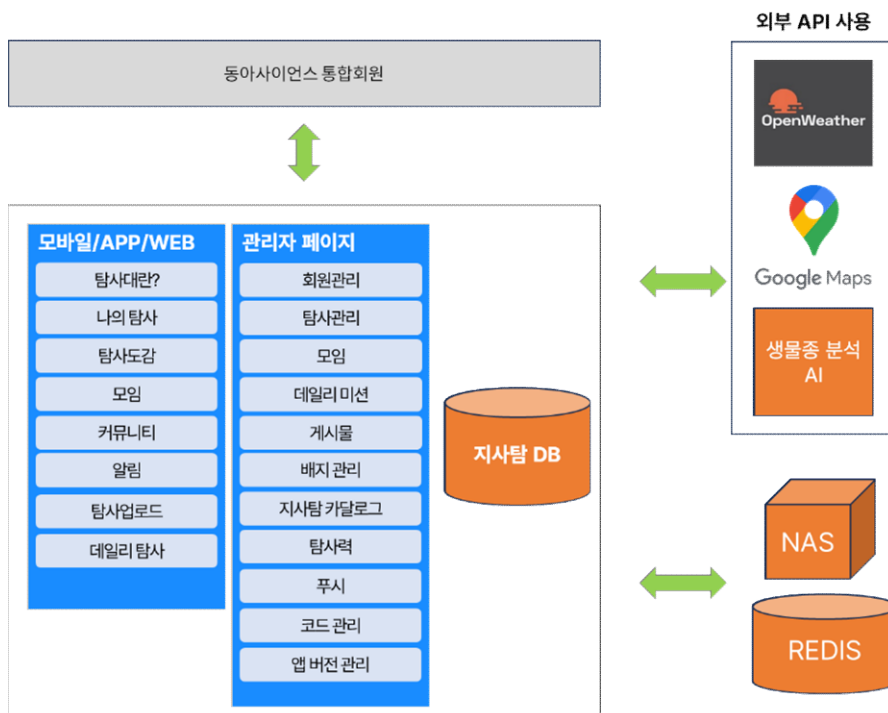 외부 API 사용
동아사이언스 통합회원
OpenWeather
Google Maps
생물종 분석
AI
모바일/APP/WEB
탐사대란?
나의 탐사
탐사도감
모임
커뮤니티
알림
탐사업로드
데일리 탐사
관리자 페이지
회원관리
탐사관리
모임
데일리 미션
게시물
배지 관리
지사탐 카달로그
탐사력
푸시
코드 관리
앱 버전 관리
지사탐 DB
NAS
REDIS